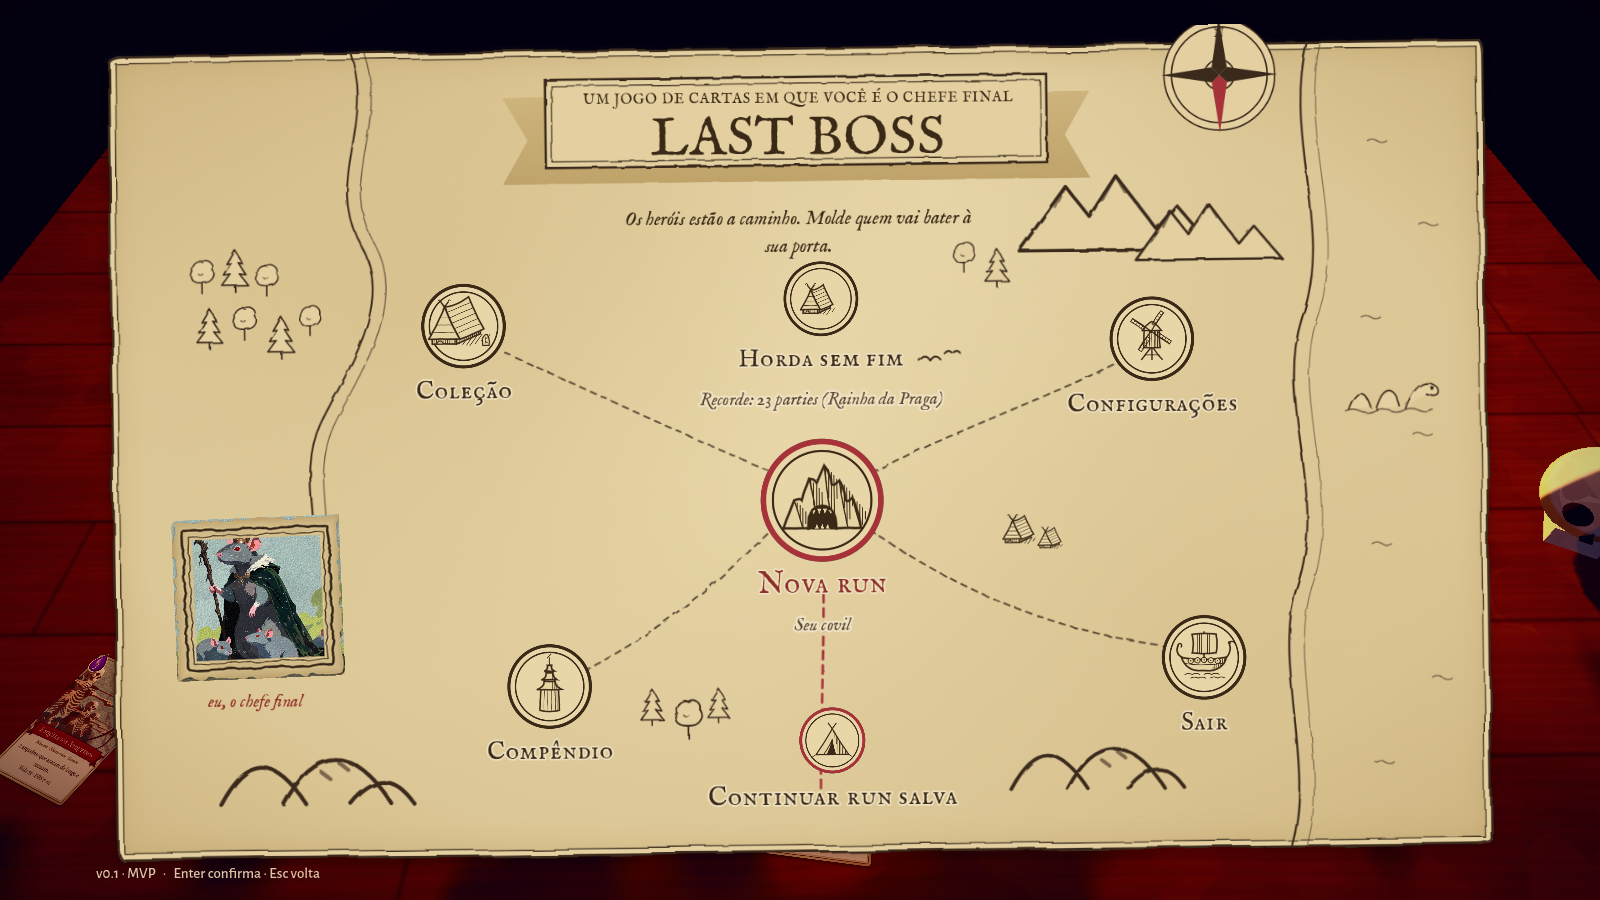 UM JOGO DE CARTAS EM QUE VOCÊ É O CHEFE FINAL
LAST BOSS
Os heróis estão a caminho. Molde quem vai bater à
sua porta.
HORDA SEM FIM
COLEÇÃO
Recorde: 23 parties (Rainha da Praga)
CONFIGURAÇÕES
NOVA RUN
Seu covil
eu, o chefe final
COMPÊNDIO
SAIR
CONTINUAR RUN SALVA
v0.1 · MVP · Enter confirma · Esc volta